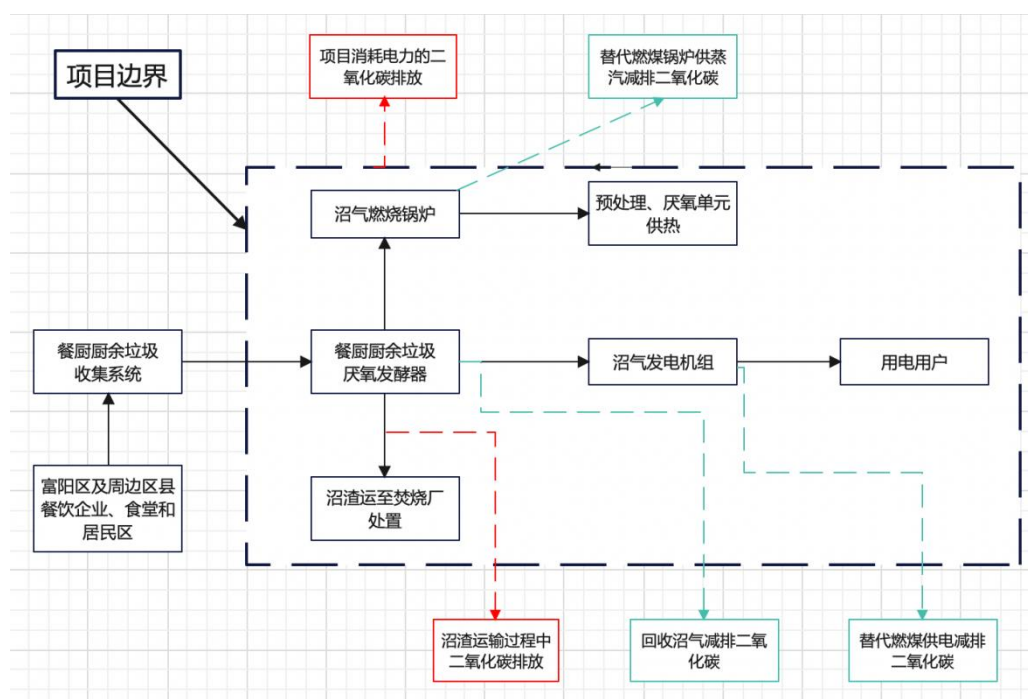 项目边界
项目消耗电力的二
氧化碳排放
替代燃煤锅炉供蒸
汽减排二氧化碳
沼气燃烧锅炉
预处理、厌氧单元
供热
餐厨厨余垃圾
收集系统
餐厨厨余垃圾
厌氧发酵器
沼气发电机组
用电用户
富阳区及周边区县
餐饮企业、食堂和
居民区
沼渣运至焚烧厂
处置
沼渣运输过程中
二氧化碳排放
回收沼气减排二氧
化碳
替代燃煤供电减排
二氧化碳